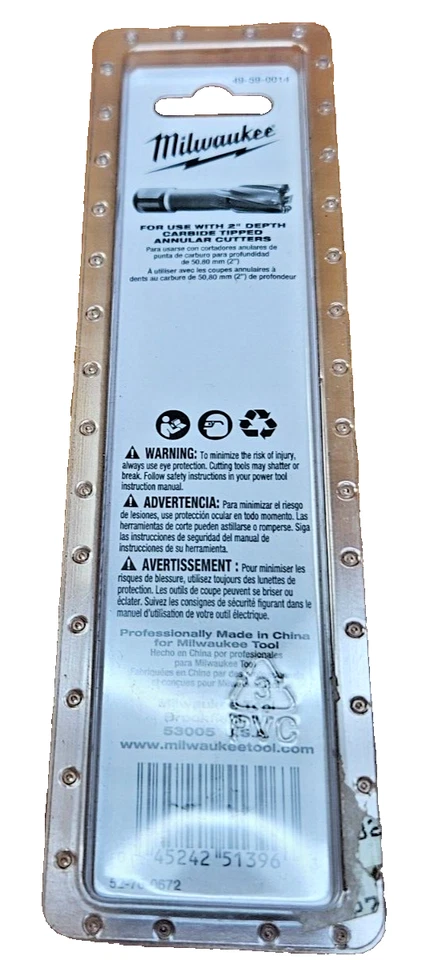 49-59-0014
Milwaukee
FOR USE WITH 2" DEPTH
CARBIDE TIPPED
ANNULAR CUTTERS
Para usarse con cortadores anulares de
punta de carburo para profundidad
de 50,80 mm (2")
À utiliser avec les coupes annulaires à
dents au carbure de 50,80 mm (2") de profondeur
WARNING: To minimize the risk of injury,
always use eye protection. Cutting tools may shatter or
break. Follow safety instructions in your power tool
instruction manual.
ADVERTENCIA: Para minimizar el riesgo
de lesiones, use protección ocular en todo momento. Las
herramientas de corte pueden astillarse o romperse. Siga
las instrucciones de seguridad del manual de
instrucciones de su herramienta.
AVERTISSEMENT : Pour minimiser les
risques de blessure, utilisez toujours des lunettes de
protection. Les outils de coupe peuvent se briser ou
éclater. Suivez les consignes de sécurité figurant dans le
manuel d'utilisation de votre outil électrique.
Professionally Made in China
for Milwaukee Tool
Hecho en China por profesionales
para Milwaukee Tool
Fabriquées en Chine par des
et conçues pour
3
PVC
53005
www.milwaukeetool.com
45242 51396